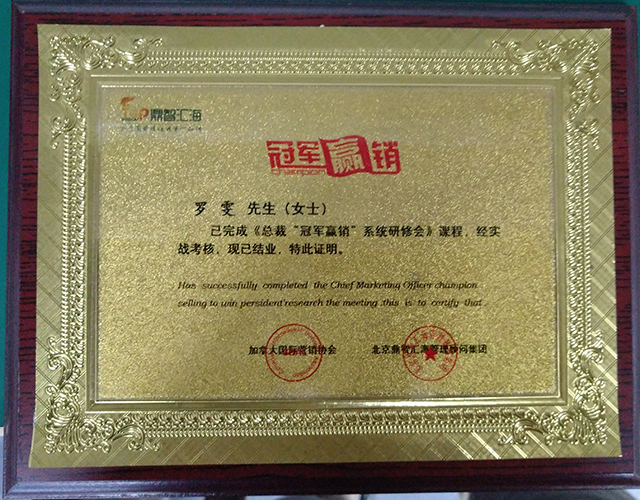 鼎智汇海
冠军赢销
罗 雯 先生（女士）
已完成《总裁“冠军赢销”系统研修会》课程，经实
战考核，现已结业，特此证明。
Has successfully completed the Chief Marketing Officer champion
selling to win persident'research the meeting .this is to certify that .
加拿大国际营销协会 北京鼎智汇海管理顾问集团